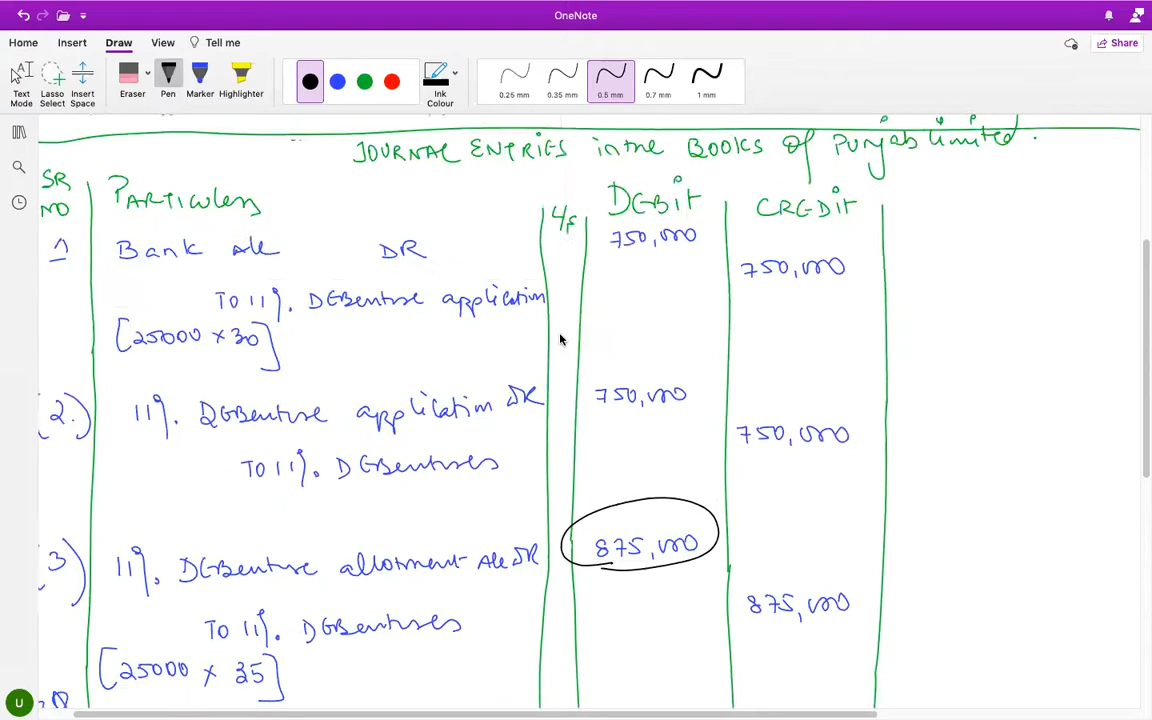 OneNote
Home Insert Draw View Tell me
Share
Text Mode
Lasso Select
Insert Space
Eraser
Pen
Marker
Highlighter
Ink Colour
0.25 mm
0.35 mm
0.5 mm
0.7 mm
1 mm
JOURNAL ENTRIES in the BOOKS of Punjab limited.
SR NO PARTICULARS L/F DEBIT CREDIT
1 Bank A/c DR 750,000
TO 11%. DEBenture application 750,000
[25000 × 30]
(2.) 11%. DEBenture application DR 750,000
TO 11%. DEBentures 750,000
(3) 11%. DEBenture allotment A/c DR 875,000
TO 11%. DEBentures 875,000
[25000 × 35]
U